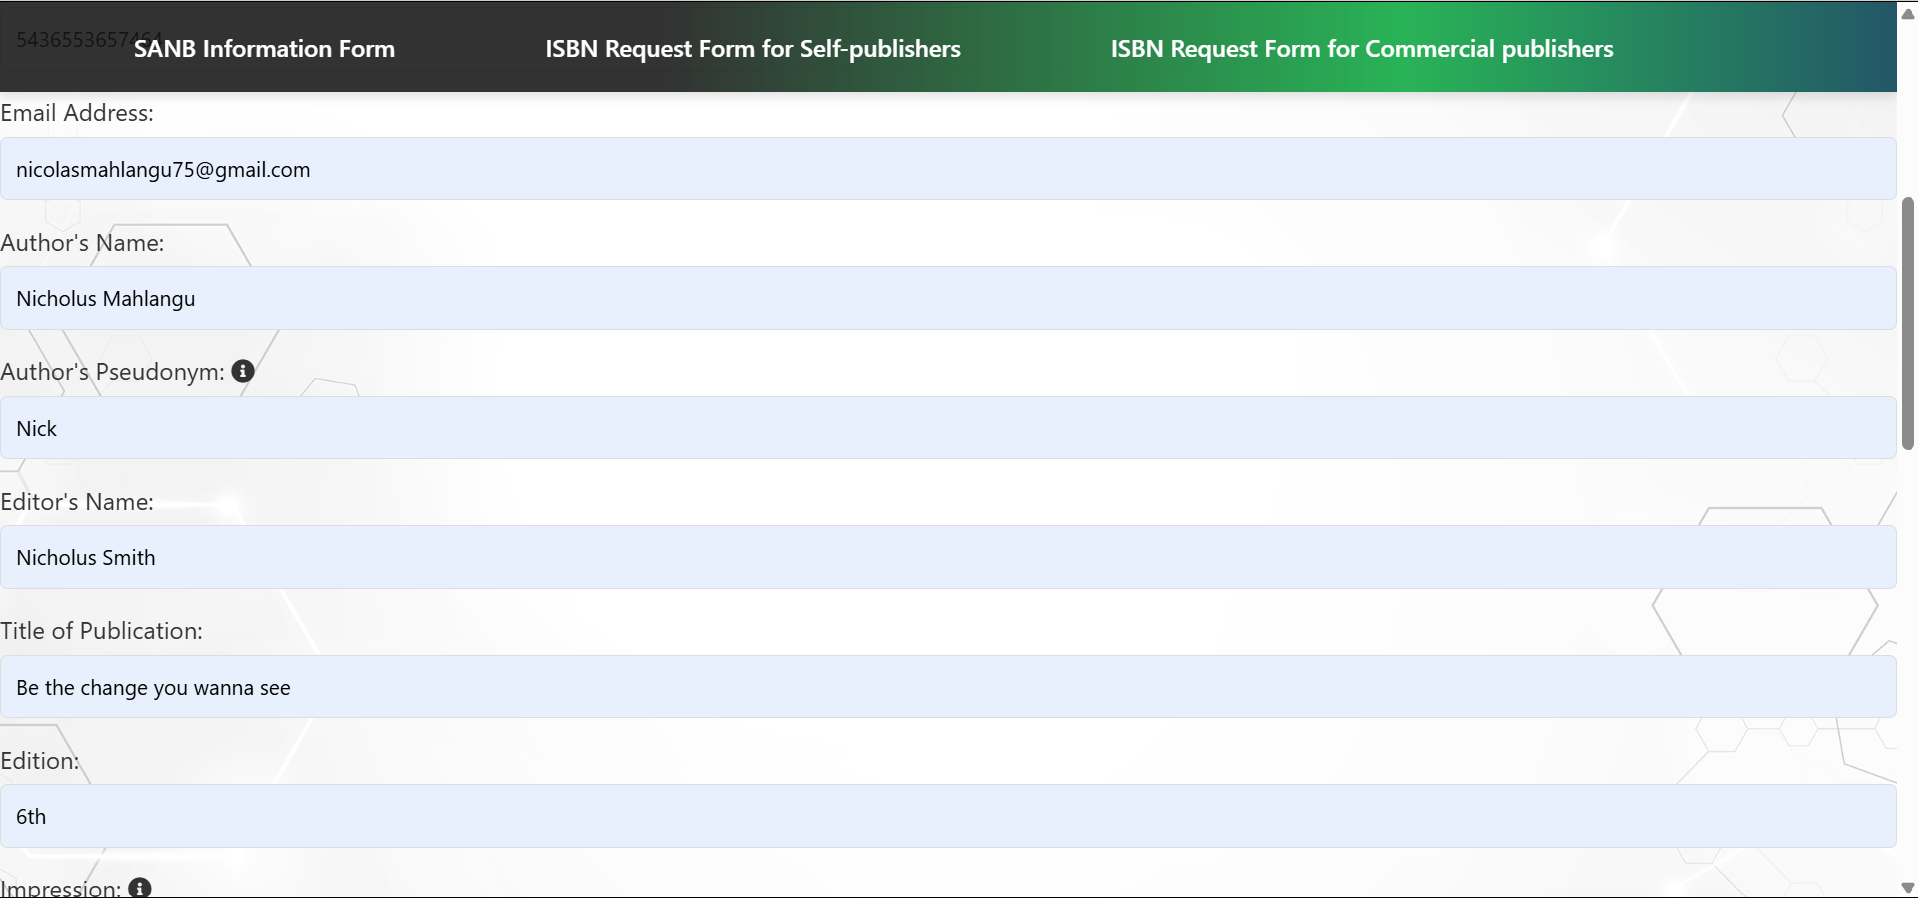 5436553657464
SANB Information Form
ISBN Request Form for Self-publishers
ISBN Request Form for Commercial publishers
Email Address:
nicolasmahlangu75@gmail.com
Author's Name:
Nicholus Mahlangu
Author's Pseudonym:
Nick
Editor's Name:
Nicholus Smith
Title of Publication:
Be the change you wanna see
Edition:
6th
Impression: